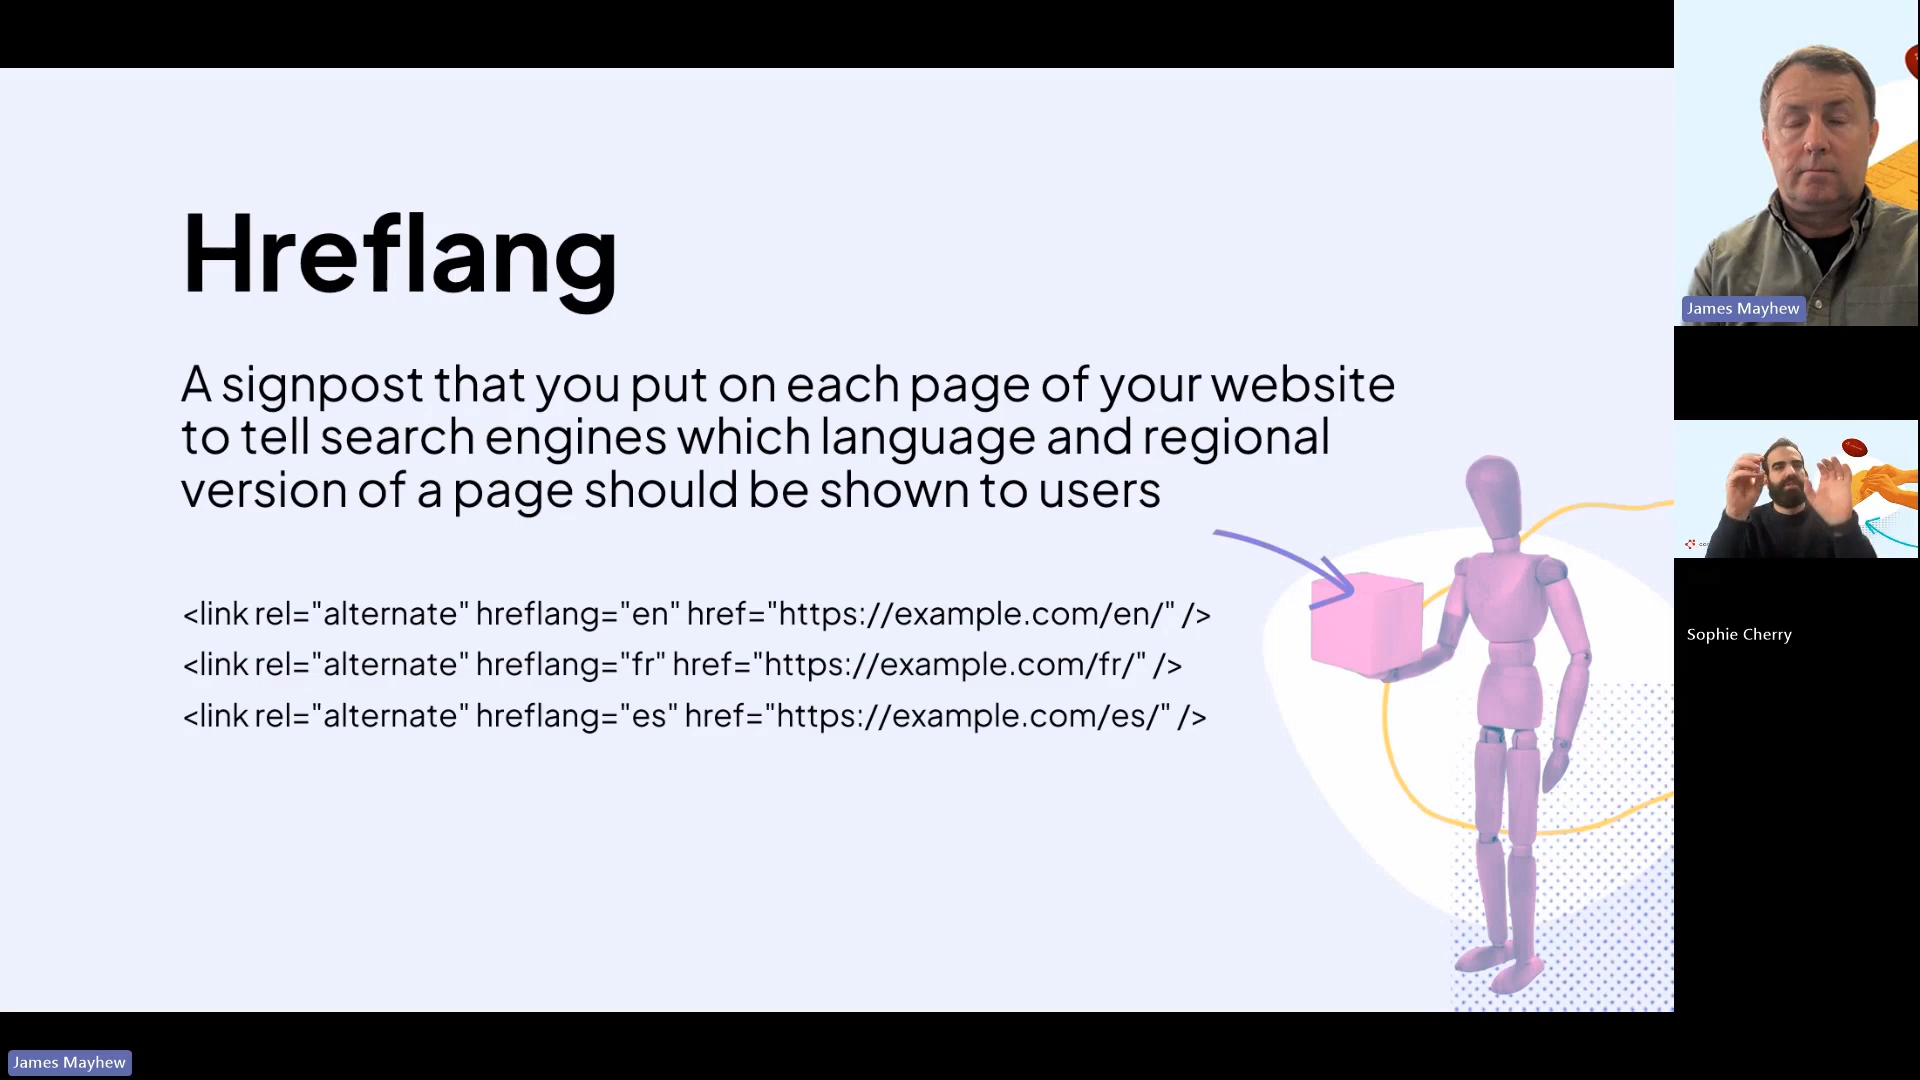 Hreflang
A signpost that you put on each page of your website
to tell search engines which language and regional
version of a page should be shown to users
<link rel="alternate" hreflang="en" href="https://example.com/en/" />
<link rel="alternate" hreflang="fr" href="https://example.com/fr/" />
<link rel="alternate" hreflang="es" href="https://example.com/es/" />
James Mayhew
Sophie Cherry
James Mayhew